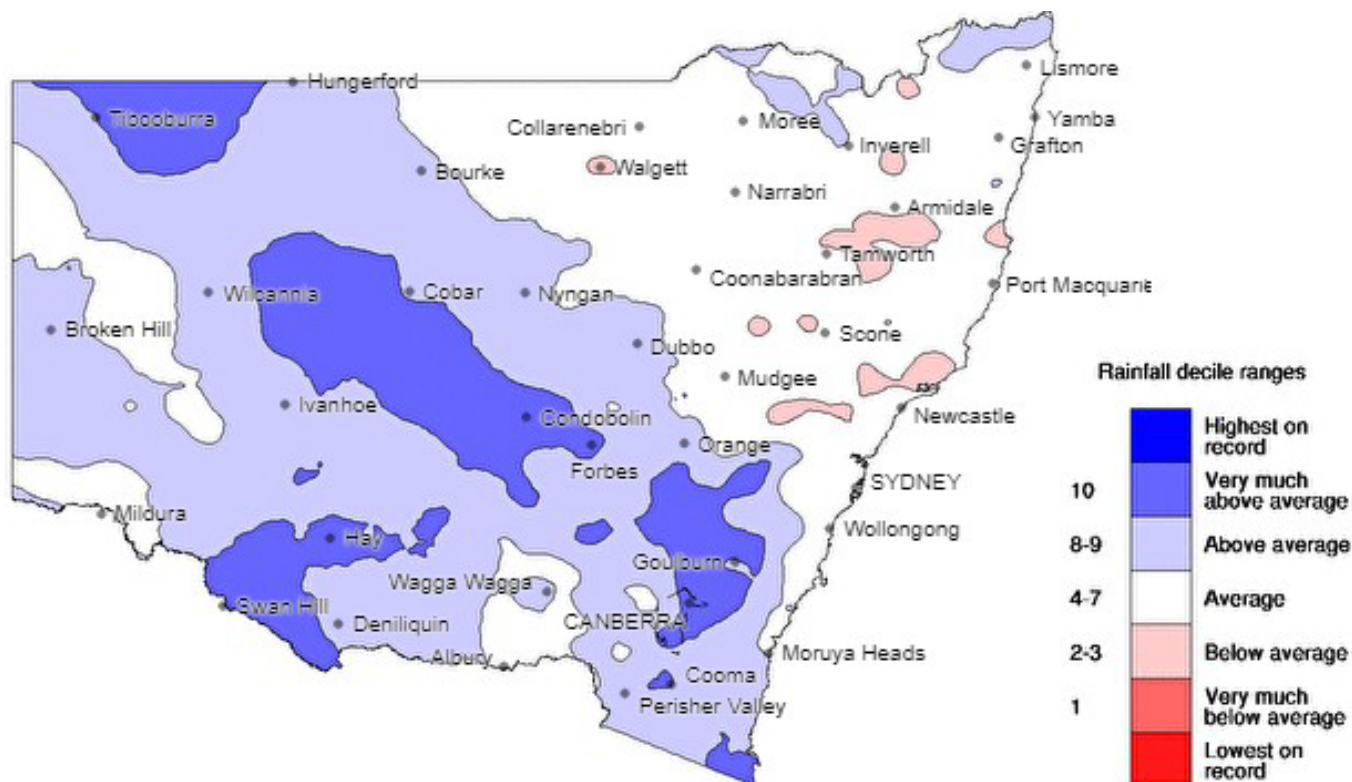 Hungerford
Lismore
Tibooburra
Collarenebri
Moree
Yamba
Inverell
Grafton
Bourke
Walgett
Narrabri
Armidale
Tamworth
Coonabarabran
Port Macquarie
Wilcannia
Cobar
Nyngan
Broken Hill
Scone
Dubbo
Mudgee
Rainfall decile ranges
Ivanhoe
Condobolin
Newcastle
Highest on
record
Orange
Forbes
SYDNEY
10
Very much
above average
Mildura
Wollongong
Hay
8-9
Above average
Goulburn
Wagga Wagga
4-7
Average
Swan Hill
Deniliquin
CANBERRA
Albury
Moruya Heads
2-3
Below average
Cooma
Perisher Valley
1
Very much
below average
Lowest on
record